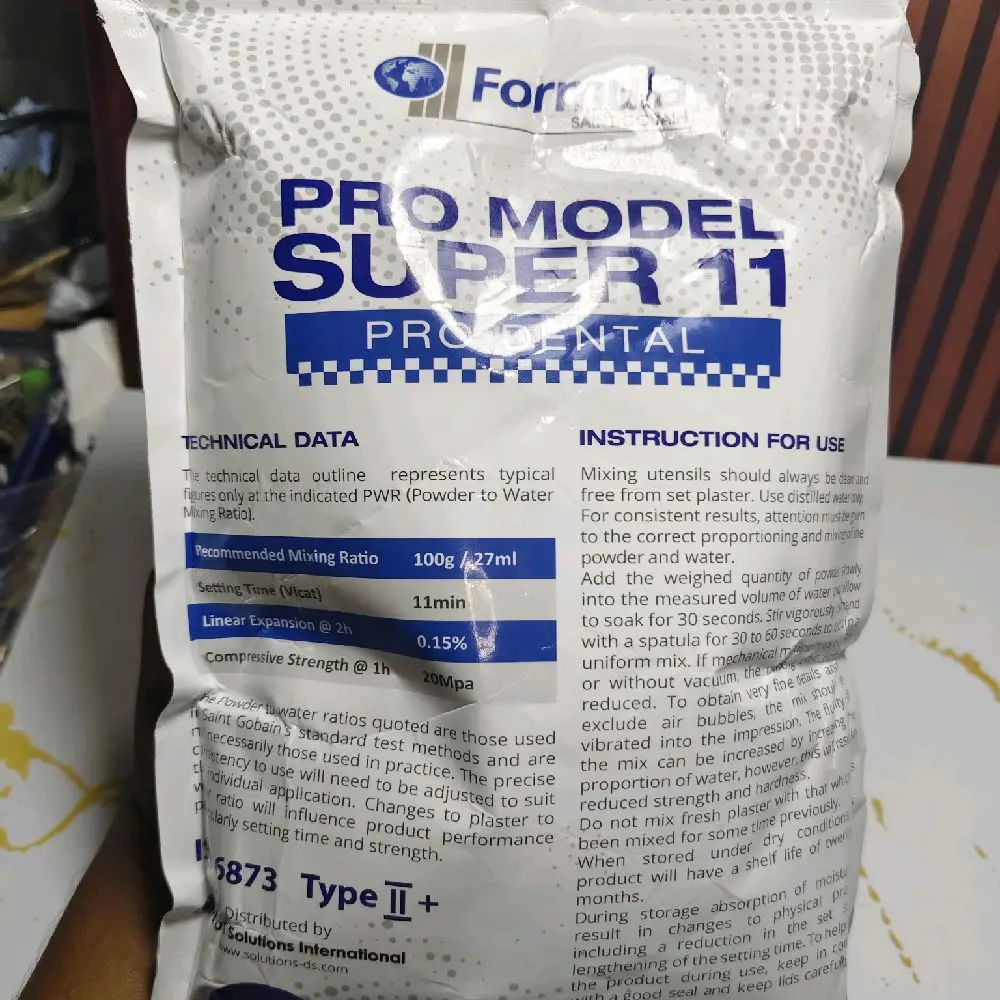 Formula
SAINT-GOBAIN
PRO MODEL
SUPER 11
PRO DENTAL
TECHNICAL DATA
The technical data outline represents typical
figures only at the indicated PWR (Powder to Water
Mixing Ratio).
Recommended Mixing Ratio 100g / 27ml
Setting Time (Vicat) 11min
Linear Expansion @ 2h 0.15%
Compressive Strength @ 1h 20Mpa
The Powder to water ratios quoted are those used
Saint Gobain's standard test methods and are
necessarily those used in practice. The precise
to use will need to be adjusted to suit
individual application. Changes to plaster to
ratio will influence product performance
setting time and strength.
6873 Type II +
Distributed by
Solutions International
www.solutions-ds.com
INSTRUCTION FOR USE
Mixing utensils should always be clean and
free from set plaster. Use distilled water only.
For consistent results, attention must be given
to the correct proportioning and mixing of the
powder and water.
Add the weighed quantity of powder slowly
into the measured volume of water allow
to soak for 30 seconds. Stir vigorously hand
with a spatula for 30 to 60 seconds to
uniform mix. If mechanical
or without vacuum, the
reduced. To obtain very fine details and
exclude air bubbles, the mix should
vibrated into the impression. The fluidity
the mix can be increased by increasing
proportion of water, however, this will
reduced strength and hardness.
Do not mix fresh plaster with that
been mixed for some time previously.
When stored under dry conditions
product will have a shelf life of
months.
During storage absorption of
result in changes to physical
including a reduction in the set
lengthening of the setting time. To help
the product during use, keep in
with a good seal and keep lids